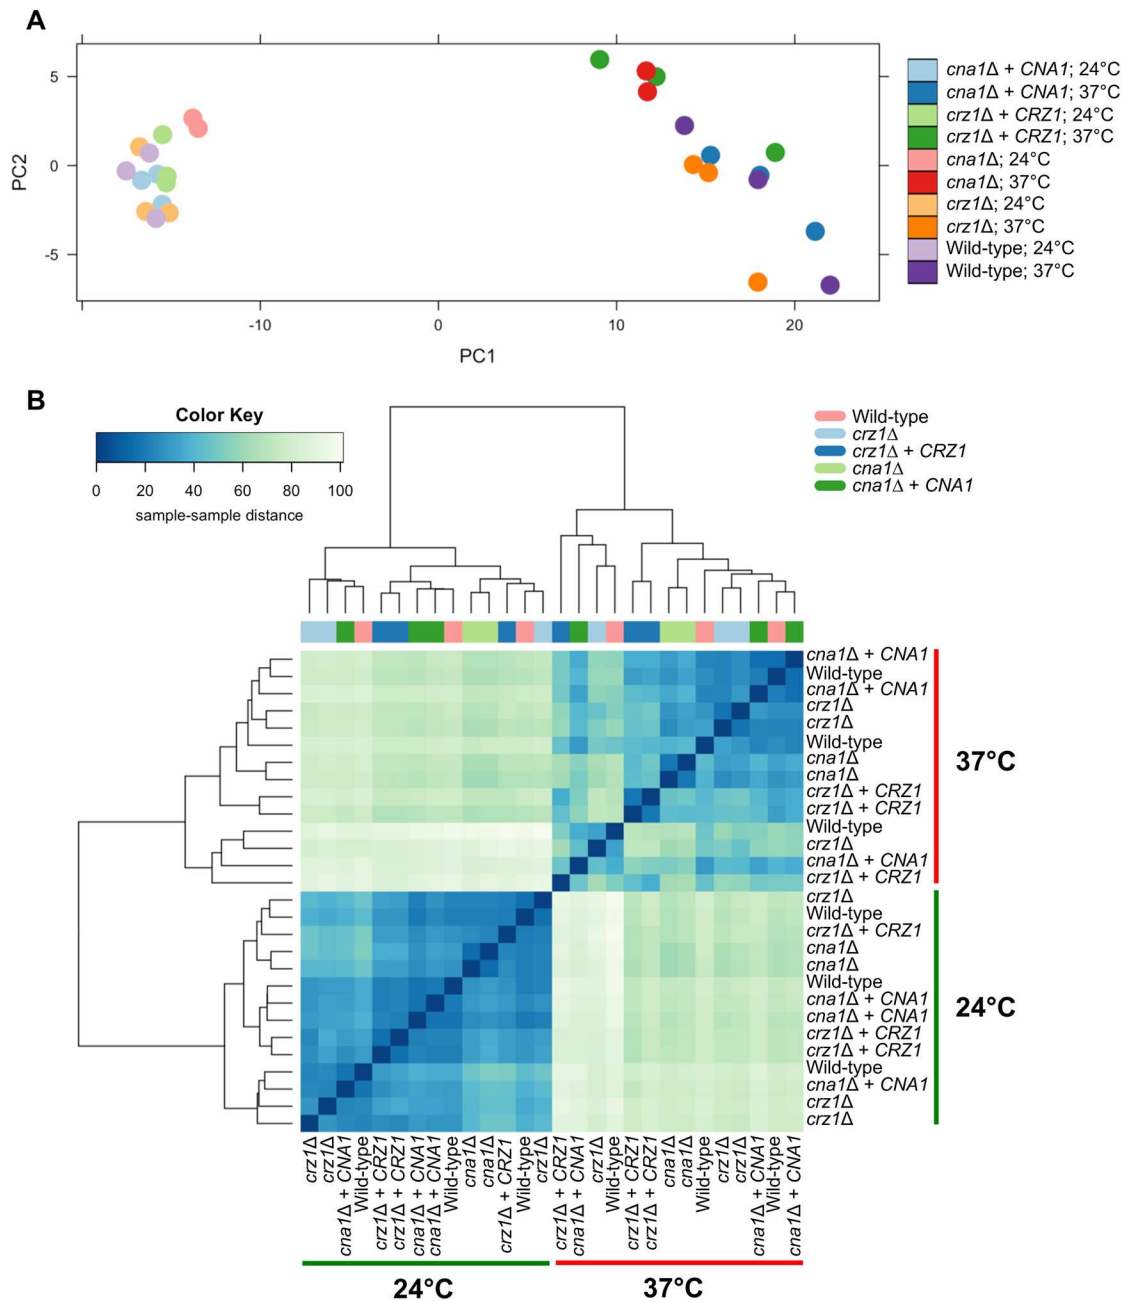 A
5
0
-5
PC2
-10
0
10
20
PC1
cna1Δ + CNA1; 24°C
cna1Δ + CNA1; 37°C
crz1Δ + CRZ1; 24°C
crz1Δ + CRZ1; 37°C
cna1Δ; 24°C
cna1Δ; 37°C
crz1Δ; 24°C
crz1Δ; 37°C
Wild-type; 24°C
Wild-type; 37°C
B
Color Key
0 20 40 60 80 100
sample-sample distance
Wild-type
crz1Δ
crz1Δ + CRZ1
cna1Δ
cna1Δ + CNA1
cna1Δ + CNA1
Wild-type
cna1Δ + CNA1
crz1Δ
crz1Δ
Wild-type
cna1Δ
cna1Δ
crz1Δ + CRZ1
crz1Δ + CRZ1
Wild-type
crz1Δ
cna1Δ + CNA1
crz1Δ + CRZ1
37°C
crz1Δ
Wild-type
crz1Δ + CRZ1
cna1Δ
cna1Δ
Wild-type
cna1Δ + CNA1
cna1Δ + CNA1
crz1Δ + CRZ1
crz1Δ + CRZ1
Wild-type
cna1Δ + CNA1
crz1Δ
crz1Δ
24°C
crz1Δ
crz1Δ
cna1Δ + CNA1
Wild-type
crz1Δ + CRZ1
crz1Δ + CRZ1
cna1Δ + CNA1
cna1Δ + CNA1
Wild-type
cna1Δ
cna1Δ
crz1Δ + CRZ1
Wild-type
crz1Δ
crz1Δ + CRZ1
cna1Δ + CNA1
crz1Δ
Wild-type
crz1Δ + CRZ1
crz1Δ + CRZ1
cna1Δ
cna1Δ
Wild-type
crz1Δ
crz1Δ
cna1Δ + CNA1
Wild-type
cna1Δ + CNA1
24°C
37°C